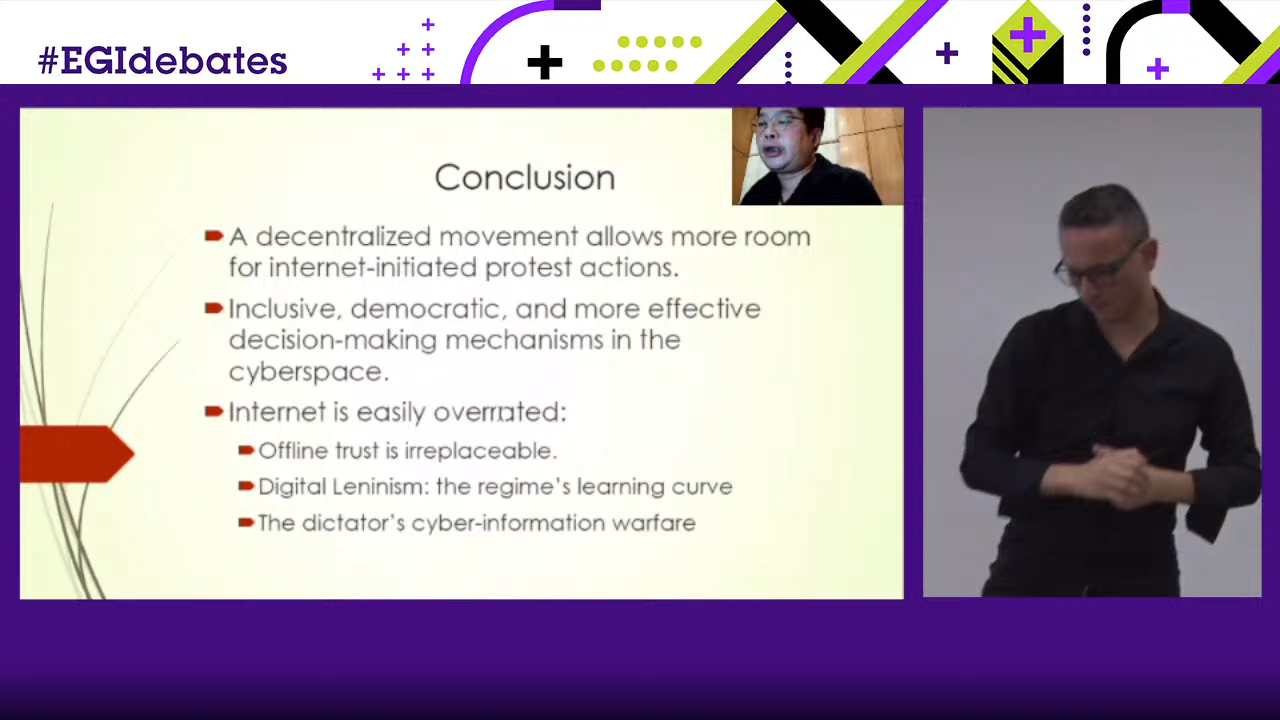 #EGIdebates
Conclusion
A decentralized movement allows more room
for internet-initiated protest actions.
Inclusive, democratic, and more effective
decision-making mechanisms in the
cyberspace.
Internet is easily overrated:
Offline trust is irreplaceable.
Digital Leninism: the regime's learning curve
The dictator's cyber-information warfare